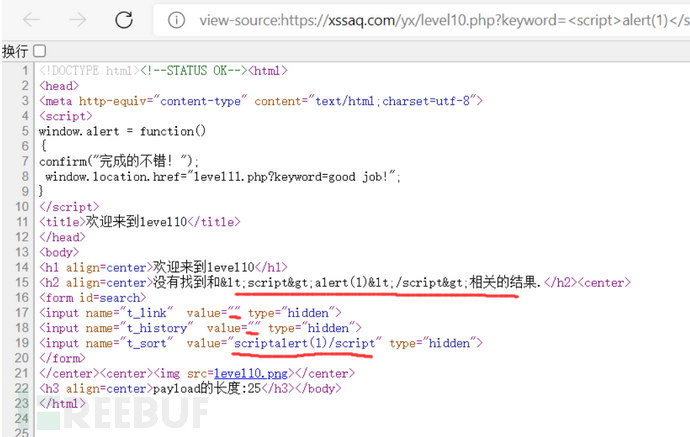 view-source:https://xssaq.com/yx/level10.php?keyword=<script>alert(1)</s
换行
1 <!DOCTYPE html><!--STATUS OK--><html>
2 <head>
3 <meta http-equiv="content-type" content="text/html;charset=utf-8">
4 <script>
5 window.alert = function()
6 {
7 confirm("完成的不错！");
8 window.location.href="level11.php?keyword=good job!";
9 }
10 </script>
11 <title>欢迎来到level10</title>
12 </head>
13 <body>
14 <h1 align=center>欢迎来到level10</h1>
15 <h2 align=center>没有找到和&lt;script&gt;alert(1)&lt;/script&gt;相关的结果.</h2><center>
16 <form id=search>
17 <input name="t_link"  value="" type="hidden">
18 <input name="t_history"  value="" type="hidden">
19 <input name="t_sort"  value="scriptalert(1)/script" type="hidden">
20 </form>
21 </center><center><img src=level10.png></center>
22 <h3 align=center>payload的长度:25</h3></body>
23 </html>
24
25
REEBUF